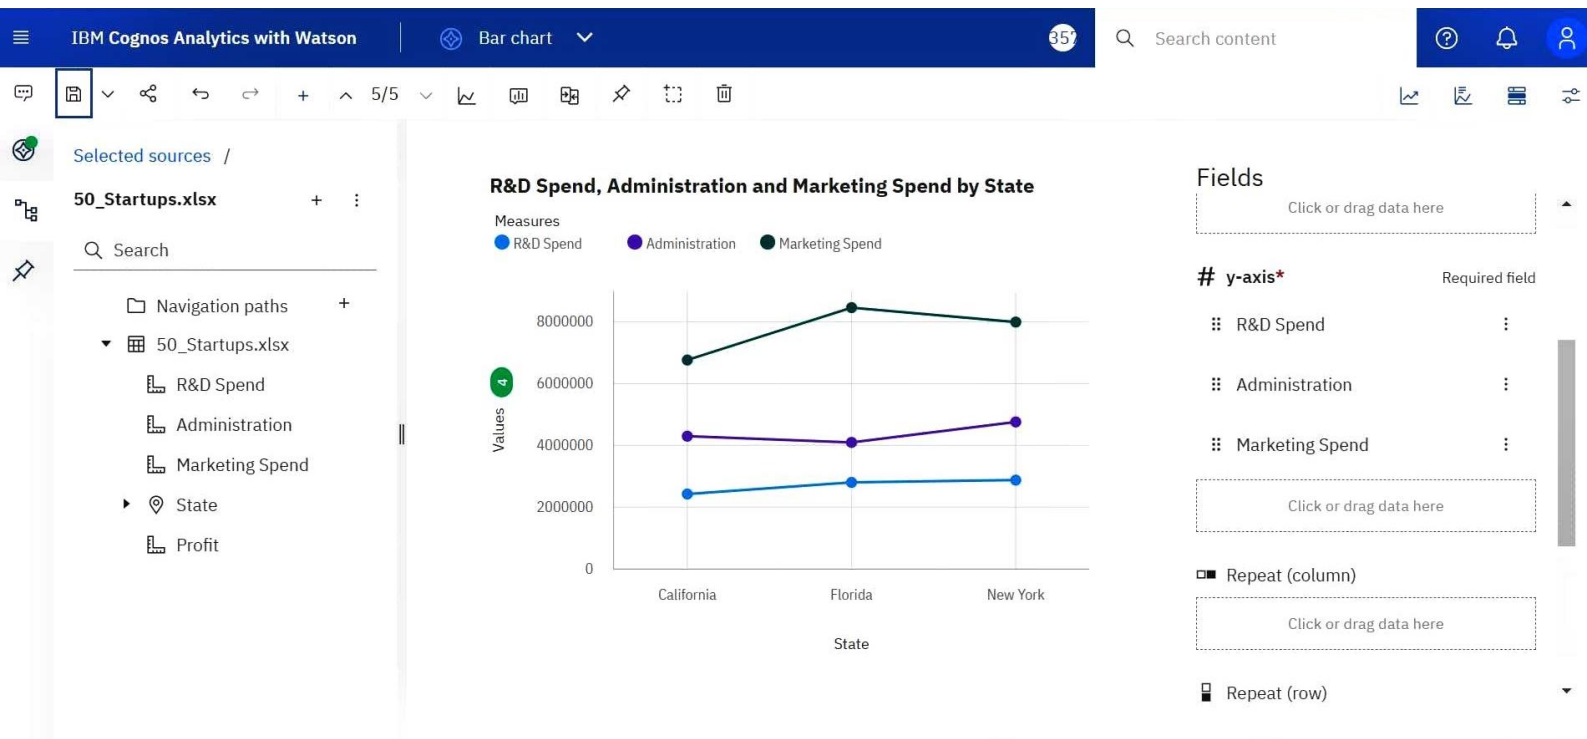 IBM Cognos Analytics with Watson
Bar chart
357
Search content
5/5
Selected sources /
50_Startups.xlsx
Search
Navigation paths
50_Startups.xlsx
R&D Spend
Administration
Marketing Spend
State
Profit
R&D Spend, Administration and Marketing Spend by State
Measures
R&D Spend Administration Marketing Spend
8000000
6000000
4000000
2000000
0
4
Values
California Florida New York
State
Fields
Click or drag data here
# y-axis* Required field
R&D Spend
Administration
Marketing Spend
Click or drag data here
Repeat (column)
Click or drag data here
Repeat (row)